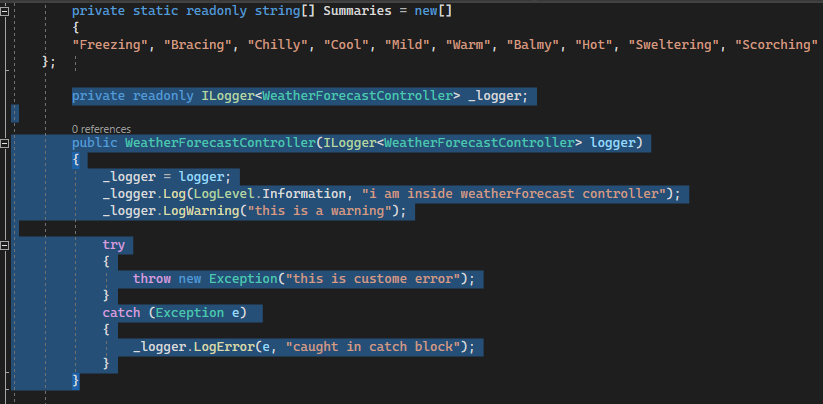 private static readonly string[] Summaries = new[]
{
"Freezing", "Bracing", "Chilly", "Cool", "Mild", "Warm", "Balmy", "Hot", "Sweltering", "Scorching"
};
private readonly ILogger<WeatherForecastController> _logger;
0 references
public WeatherForecastController(ILogger<WeatherForecastController> logger)
{
_logger = logger;
_logger.Log(LogLevel.Information, "i am inside weatherforecast controller");
_logger.LogWarning("this is a warning");
try
{
throw new Exception("this is custome error");
}
catch (Exception e)
{
_logger.LogError(e, "caught in catch block");
}
}